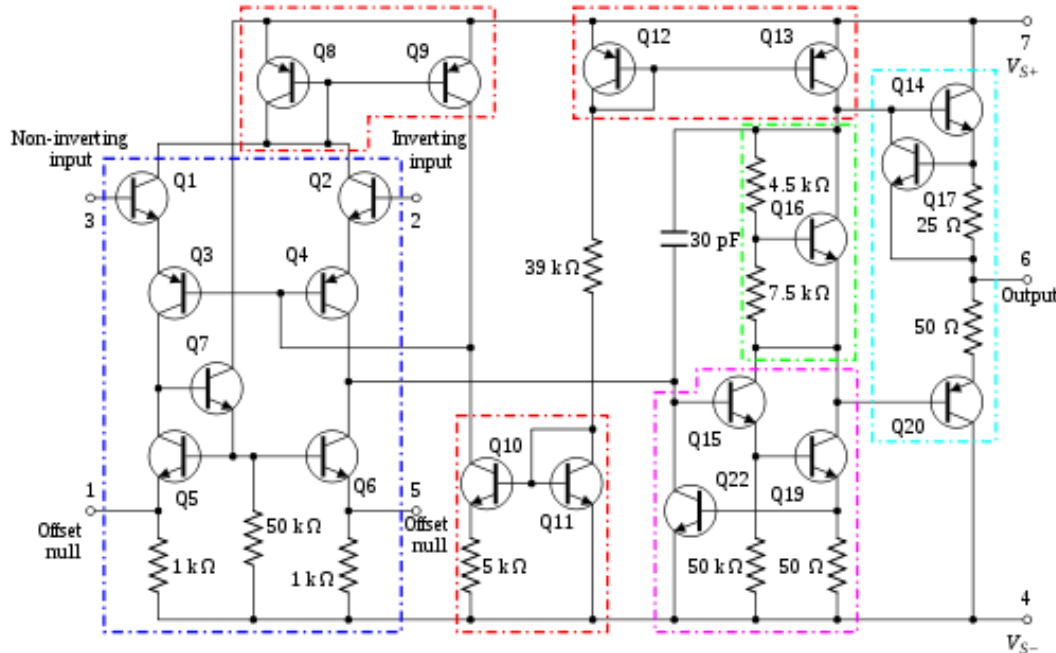 Q8
Q9
Q12
Q13
7
V_S+
Q14
Non-inverting
input
Inverting
input
Q1
Q2
3
2
4.5 kΩ
Q16
Q17
25 Ω
30 pF
Q3
Q4
39 kΩ
7.5 kΩ
6
Output
50 Ω
Q7
Q15
Q20
Q10
Q22
Q19
Q5
Q6
1
5
Offset
null
50 kΩ
Offset
null
Q11
1 kΩ
1 kΩ
5 kΩ
50 kΩ
50 Ω
4
V_S−